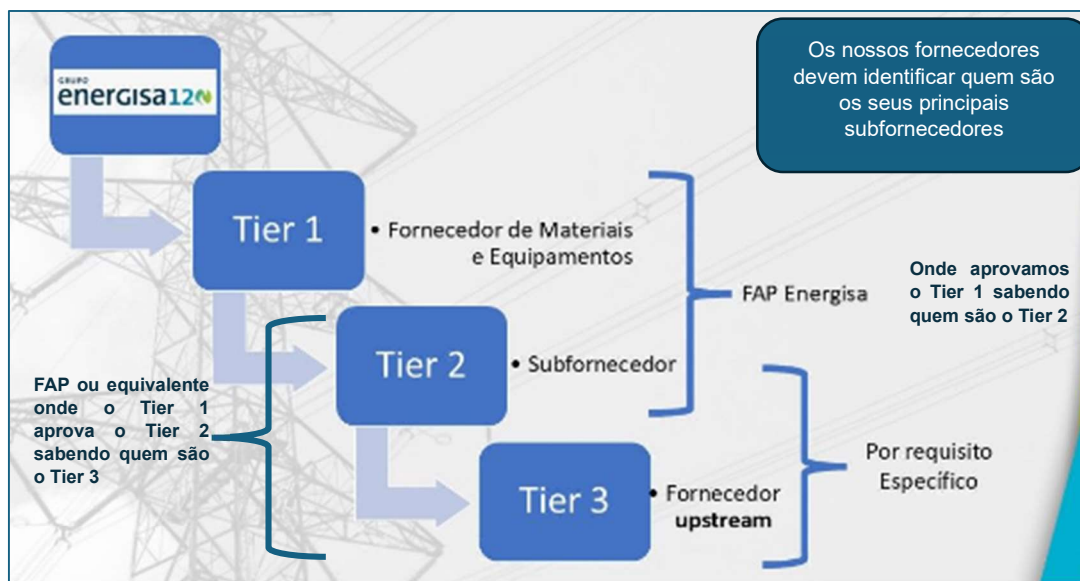 GRUPO
energisa120
Os nossos fornecedores
devem identificar quem são
os seus principais
subfornecedores
Tier 1
• Fornecedor de Materiais
e Equipamentos
FAP Energisa
Onde aprovamos
o Tier 1 sabendo
quem são o Tier 2
Tier 2
• Subfornecedor
FAP ou equivalente
onde o Tier 1
aprova o Tier 2
sabendo quem são
o Tier 3
Por requisito
Específico
Tier 3
• Fornecedor
upstream